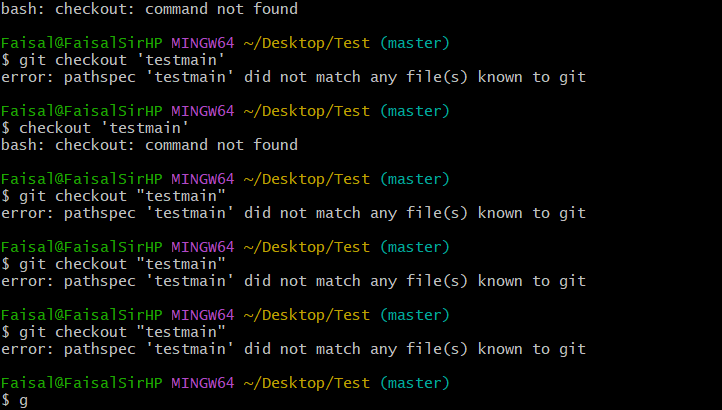 bash: checkout: command not found
Faisal@FaisalSirHP MINGW64 ~/Desktop/Test (master)
$ git checkout 'testmain'
error: pathspec 'testmain' did not match any file(s) known to git
Faisal@FaisalSirHP MINGW64 ~/Desktop/Test (master)
$ checkout 'testmain'
bash: checkout: command not found
Faisal@FaisalSirHP MINGW64 ~/Desktop/Test (master)
$ git checkout "testmain"
error: pathspec 'testmain' did not match any file(s) known to git
Faisal@FaisalSirHP MINGW64 ~/Desktop/Test (master)
$ git checkout "testmain"
error: pathspec 'testmain' did not match any file(s) known to git
Faisal@FaisalSirHP MINGW64 ~/Desktop/Test (master)
$ git checkout "testmain"
error: pathspec 'testmain' did not match any file(s) known to git
Faisal@FaisalSirHP MINGW64 ~/Desktop/Test (master)
$ g